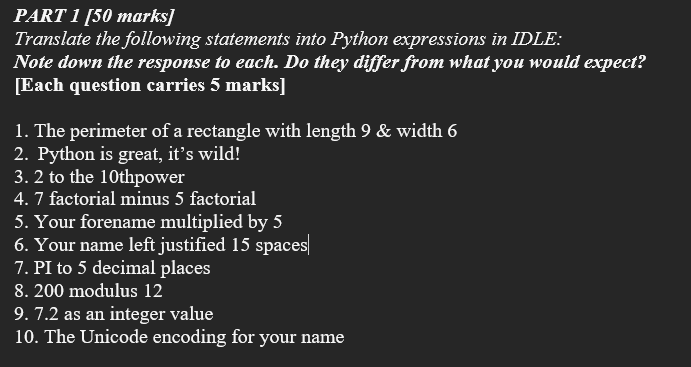 PART 1 [50 marks]
Translate the following statements into Python expressions in IDLE:
Note down the response to each. Do they differ from what you would expect?
[Each question carries 5 marks]
1. The perimeter of a rectangle with length 9 & width 6
2.  Python is great, it’s wild!
3. 2 to the 10thpower
4. 7 factorial minus 5 factorial
5. Your forename multiplied by 5
6. Your name left justified 15 spaces
7. PI to 5 decimal places
8. 200 modulus 12
9. 7.2 as an integer value
10. The Unicode encoding for your name